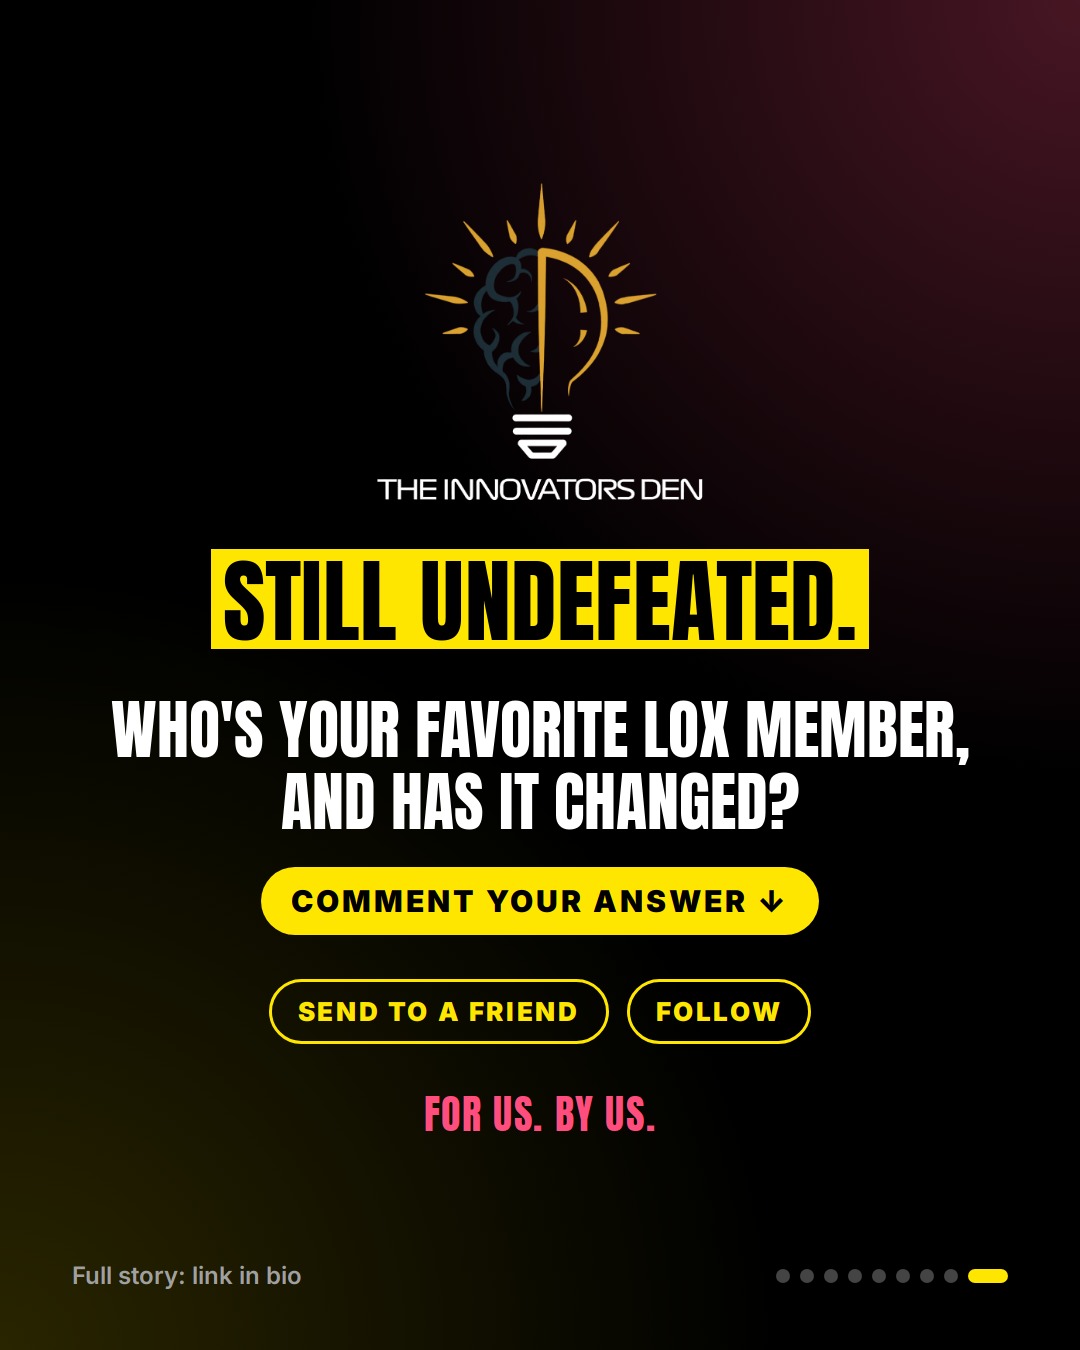 THE INNOVATORS DEN
STILL UNDEFEATED.
WHO'S YOUR FAVORITE LOX MEMBER,
AND HAS IT CHANGED?
COMMENT YOUR ANSWER ↓
SEND TO A FRIEND
FOLLOW
FOR US. BY US.
Full story: link in bio